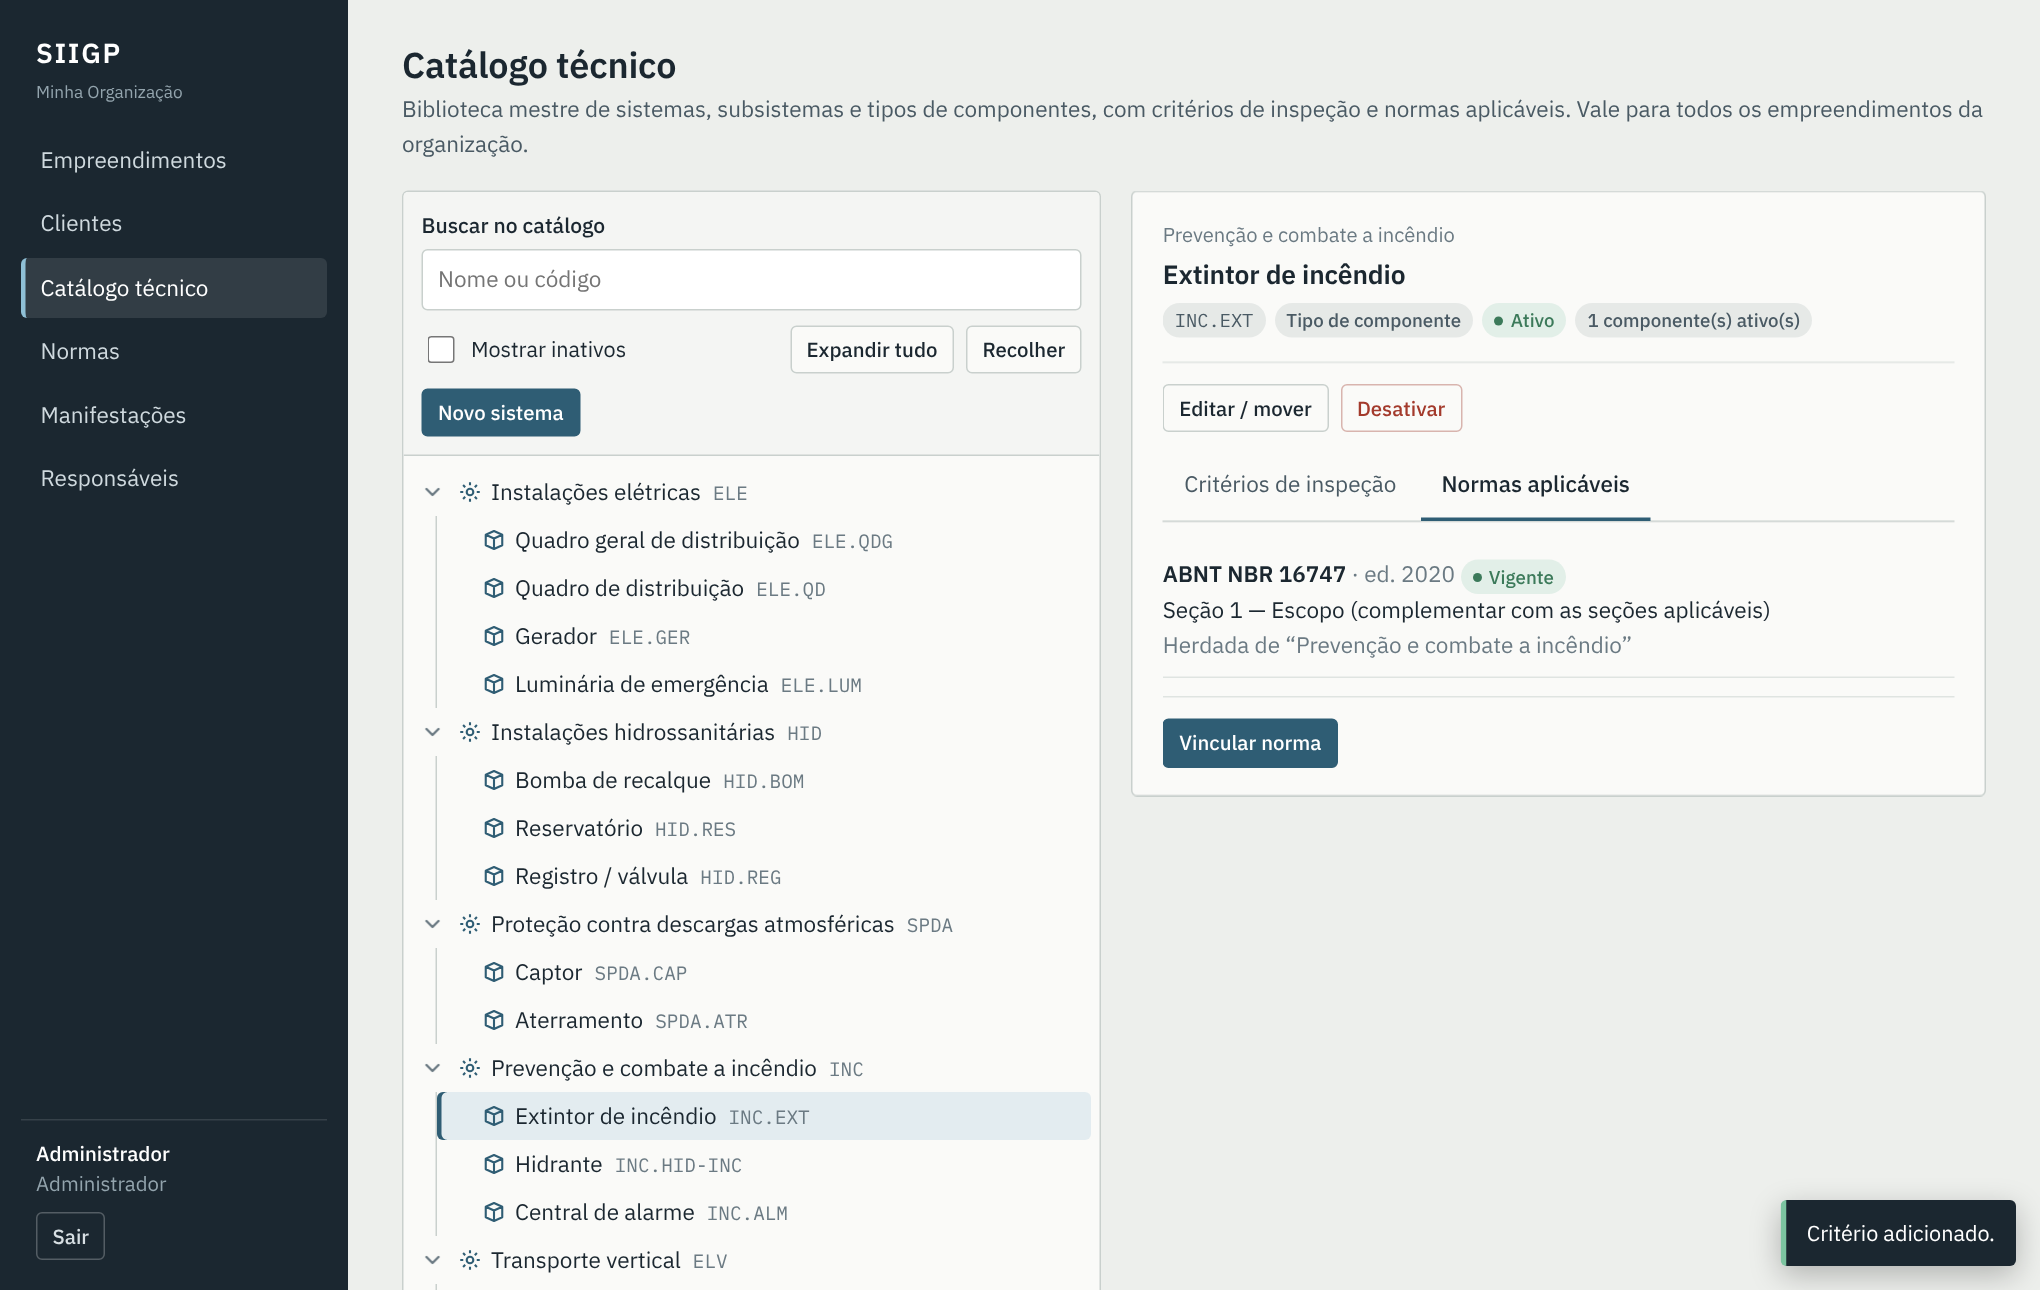 SIIGP
Minha Organização
Empreendimentos
Clientes
Catálogo técnico
Normas
Manifestações
Responsáveis
Administrador
Administrador
Sair
Catálogo técnico
Biblioteca mestre de sistemas, subsistemas e tipos de componentes, com critérios de inspeção e normas aplicáveis. Vale para todos os empreendimentos da
organização.
Buscar no catálogo
Nome ou código
Mostrar inativos
Expandir tudo
Recolher
Novo sistema
Instalações elétricas ELE
Quadro geral de distribuição ELE.QDG
Quadro de distribuição ELE.QD
Gerador ELE.GER
Luminária de emergência ELE.LUM
Instalações hidrossanitárias HID
Bomba de recalque HID.BOM
Reservatório HID.RES
Registro / válvula HID.REG
Proteção contra descargas atmosféricas SPDA
Captor SPDA.CAP
Aterramento SPDA.ATR
Prevenção e combate a incêndio INC
Extintor de incêndio INC.EXT
Hidrante INC.HID-INC
Central de alarme INC.ALM
Transporte vertical ELV
Prevenção e combate a incêndio
Extintor de incêndio
INC.EXT Tipo de componente Ativo 1 componente(s) ativo(s)
Editar / mover
Desativar
Critérios de inspeção
Normas aplicáveis
ABNT NBR 16747 · ed. 2020 Vigente
Seção 1 — Escopo (complementar com as seções aplicáveis)
Herdada de “Prevenção e combate a incêndio”
Vincular norma
Critério adicionado.